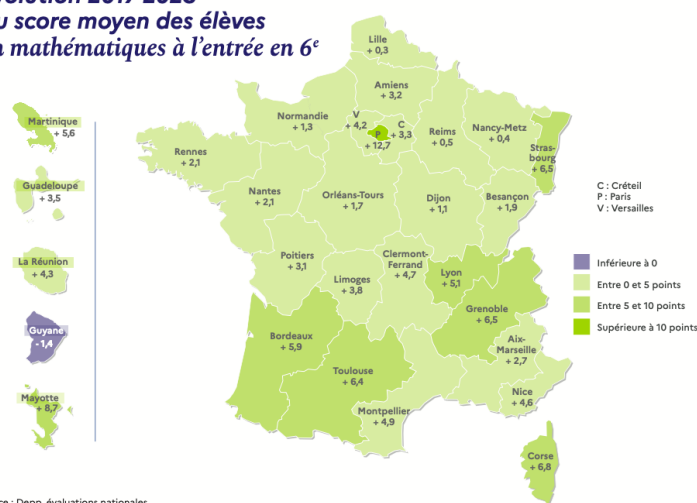 2017-2023
u score moyen des élèves
mathématiques à l'entrée en 6e
Lille
+ 0,3
Amiens
+ 3,2
Normandie
+ 1,3
V
+ 4,2
P
+ 12,7
C
+ 3,3
Reims
+ 0,5
Nancy-Metz
+ 0,4
Stras-
bourg
+ 6,5
Rennes
+ 2,1
Nantes
+ 2,1
Orléans-Tours
+ 1,7
Dijon
+ 1,1
Besançon
+ 1,9
Poitiers
+ 3,1
Limoges
+ 3,8
Clermont-
Ferrand
+ 4,7
Lyon
+ 5,1
Grenoble
+ 6,5
Bordeaux
+ 5,9
Toulouse
+ 6,4
Montpellier
+ 4,9
Aix-
Marseille
+ 2,7
Nice
+ 4,6
Corse
+ 6,8
Martinique
+ 5,6
Guadeloupe
+ 3,5
La Réunion
+ 4,3
Guyane
- 1,4
Mayotte
+ 8,7
C : Créteil
P : Paris
V : Versailles
Inférieure à 0
Entre 0 et 5 points
Entre 5 et 10 points
Supérieure à 10 points
ce : Depp, évaluations nationales